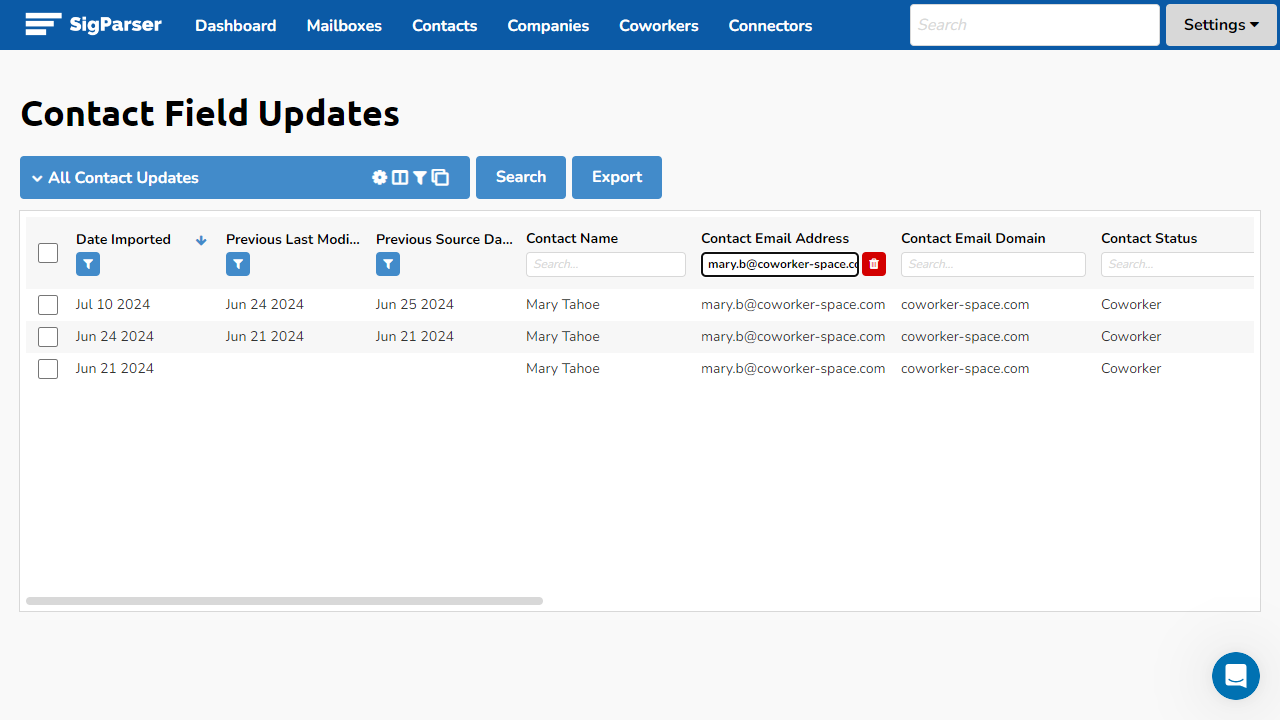 SigParser Dashboard Mailboxes Contacts Companies Coworkers Connectors Search Settings
Contact Field Updates
All Contact Updates Search Export
Date Imported Previous Last Modi... Previous Source Da... Contact Name Contact Email Address Contact Email Domain Contact Status
Search... mary.b@coworker-space.co Search... Search...
Jul 10 2024 Jun 24 2024 Jun 25 2024 Mary Tahoe mary.b@coworker-space.com coworker-space.com Coworker
Jun 24 2024 Jun 21 2024 Jun 21 2024 Mary Tahoe mary.b@coworker-space.com coworker-space.com Coworker
Jun 21 2024 Mary Tahoe mary.b@coworker-space.com coworker-space.com Coworker